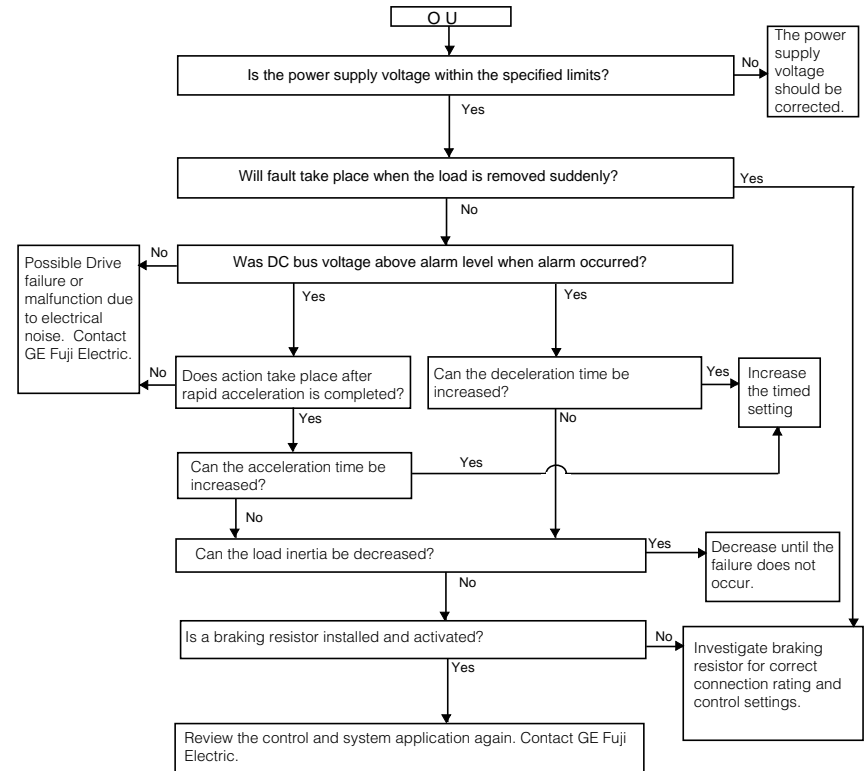 O U
Is the power supply voltage within the specified limits?
No
The power
supply
voltage
should be
corrected.
Yes
Will fault take place when the load is removed suddenly?
Yes
No
Was DC bus voltage above alarm level when alarm occurred?
No
Possible Drive
failure or
malfunction due
to electrical
noise. Contact
GE Fuji Electric.
Yes
Yes
No
Does action take place after
rapid acceleration is completed?
Can the deceleration time be
increased?
Yes
Increase
the timed
setting
Yes
No
Can the acceleration time be
increased?
Yes
No
Can the load inertia be decreased?
Yes
Decrease until the
failure does not
occur.
No
Is a braking resistor installed and activated?
No
Investigate braking
resistor for correct
connection rating and
control settings.
Yes
Review the control and system application again. Contact GE Fuji
Electric.